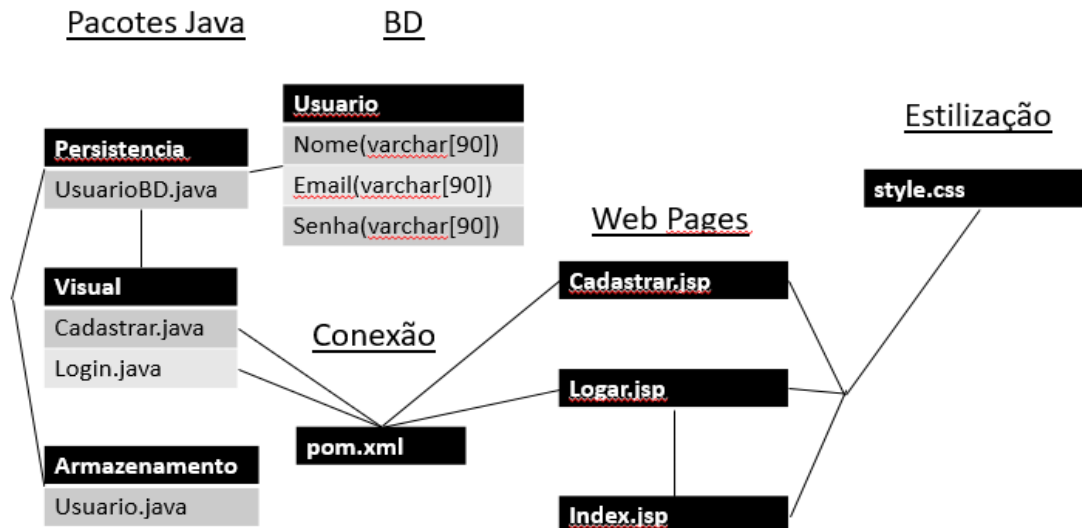 Pacotes Java
BD
Usuario
Nome(varchar[90])
Email(varchar[90])
Senha(varchar[90])
Persistencia
UsuarioBD.java
Visual
Cadastrar.java
Login.java
Armazenamento
Usuario.java
Conexão
pom.xml
Web Pages
Cadastrar.jsp
Logar.jsp
Index.jsp
Estilização
style.css